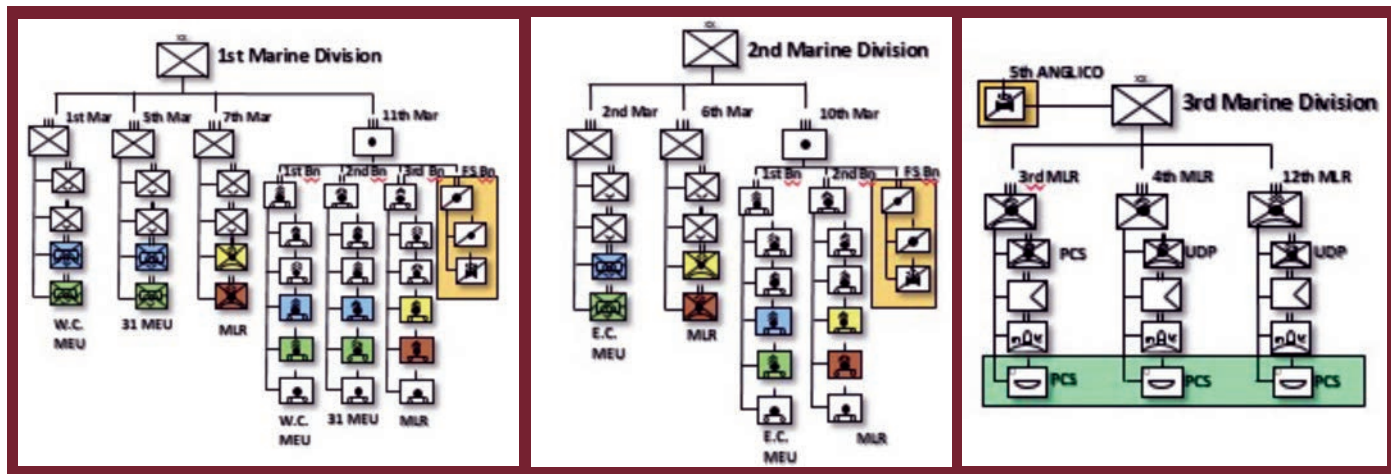 XX
1st Marine Division
1st Mar
5th Mar
7th Mar
11th Mar
1st Bn
2nd Bn
3rd Bn
FS Bn
W.C.
MEU
31 MEU
MLR
W.C.
MEU
31 MEU
MLR
XX
2nd Marine Division
2nd Mar
6th Mar
10th Mar
1st Bn
2nd Bn
FS Bn
E.C.
MEU
MLR
E.C.
MEU
MLR
5th ANGLICO
XX
3rd Marine Division
3rd MLR
4th MLR
12th MLR
PCS
UDP
UDP
PCS
PCS
PCS